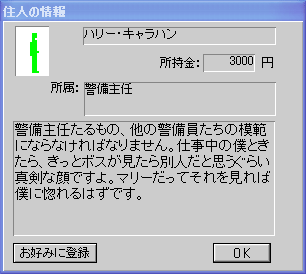 住人の情報
ハリー・キャラハン
所持金: 3000 円
所属: 警備主任
警備主任たるもの、他の警備員たちの模範
にならなければなりません。仕事中の僕とき
たら、きっとボスが見たら別人だと思うぐらい
真剣な顔ですよ。マリーだってそれを見れば
僕に惚れるはずです。
お好みに登録
OK